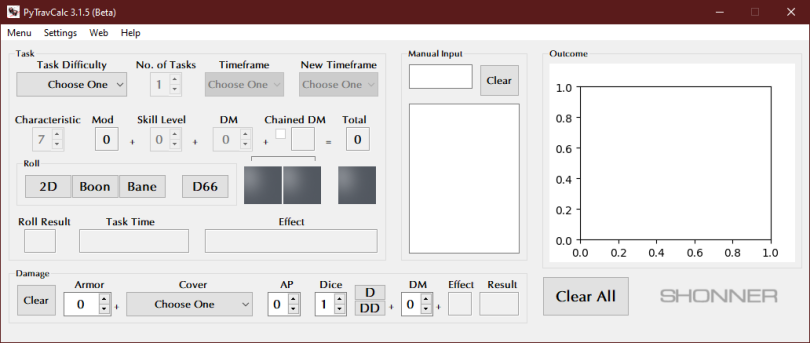 PyTravCalc 3.1.5 (Beta)
Menu Settings Web Help
Task
Task Difficulty No. of Tasks Timeframe New Timeframe
Choose One 1 Choose One Choose One
Characteristic Mod Skill Level DM Chained DM Total
7 0 + 0 + 0 + = 0
Roll
2D Boon Bane D66
Roll Result Task Time Effect
Manual Input
Clear
Outcome
1.0
0.8
0.6
0.4
0.2
0.0
0.0 0.2 0.4 0.6 0.8 1.0
Damage
Armor Cover AP Dice D DM Effect Result
Clear 0 + Choose One 0 1 DD + 0 +
Clear All
SHONNER